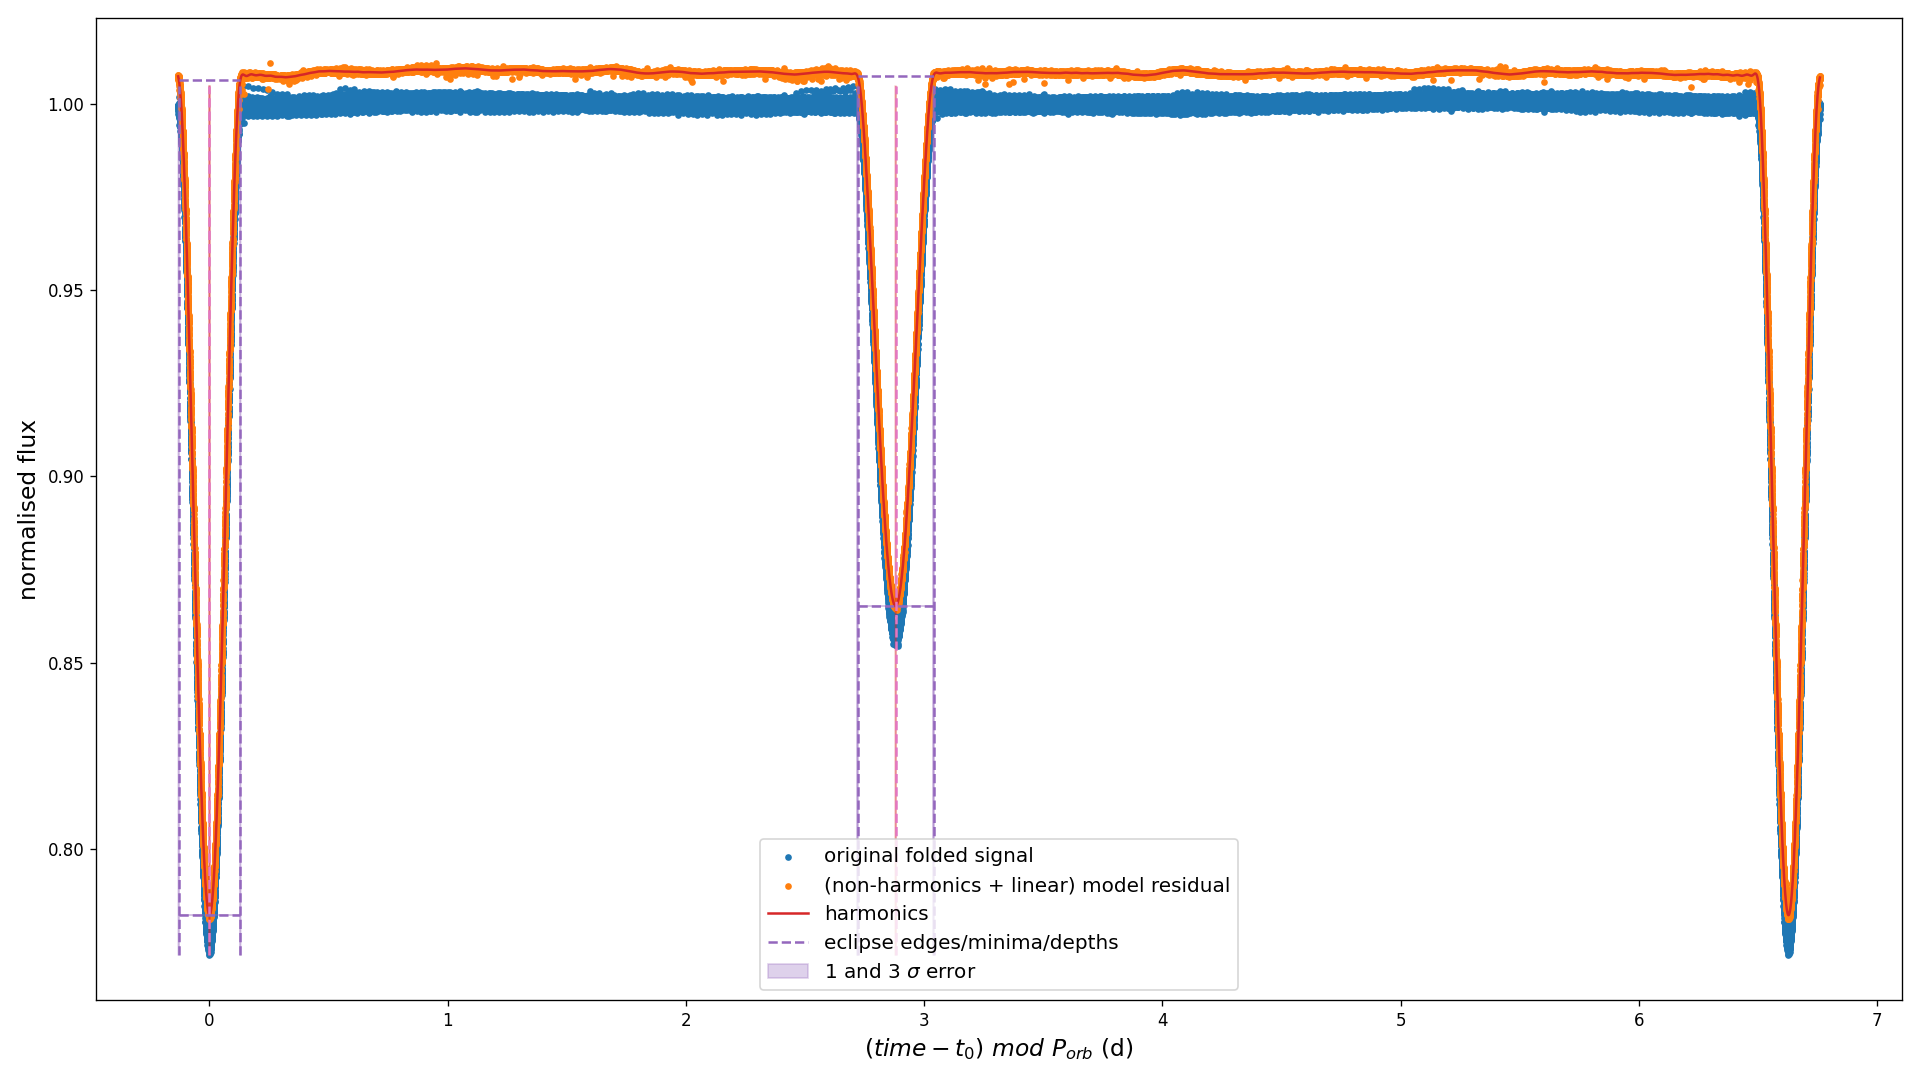 normalised flux
1.00
0.95
0.90
0.85
0.80
original folded signal
(non-harmonics + linear) model residual
harmonics
eclipse edges/minima/depths
1 and 3 σ error
0 1 2 3 4 5 6 7
(time − t₀) mod P_orb (d)